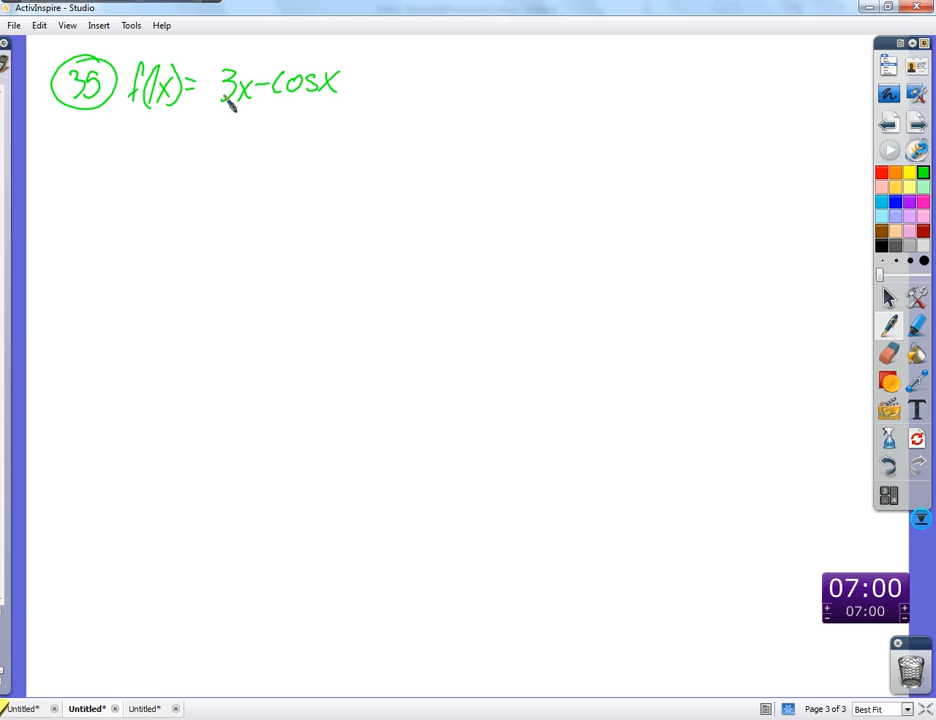 ActivInspire - Studio
File Edit View Insert Tools Help
35 f(x)= 3x-cosx
07:00
07:00
Untitled* Untitled* Untitled* Page 3 of 3 Best Fit